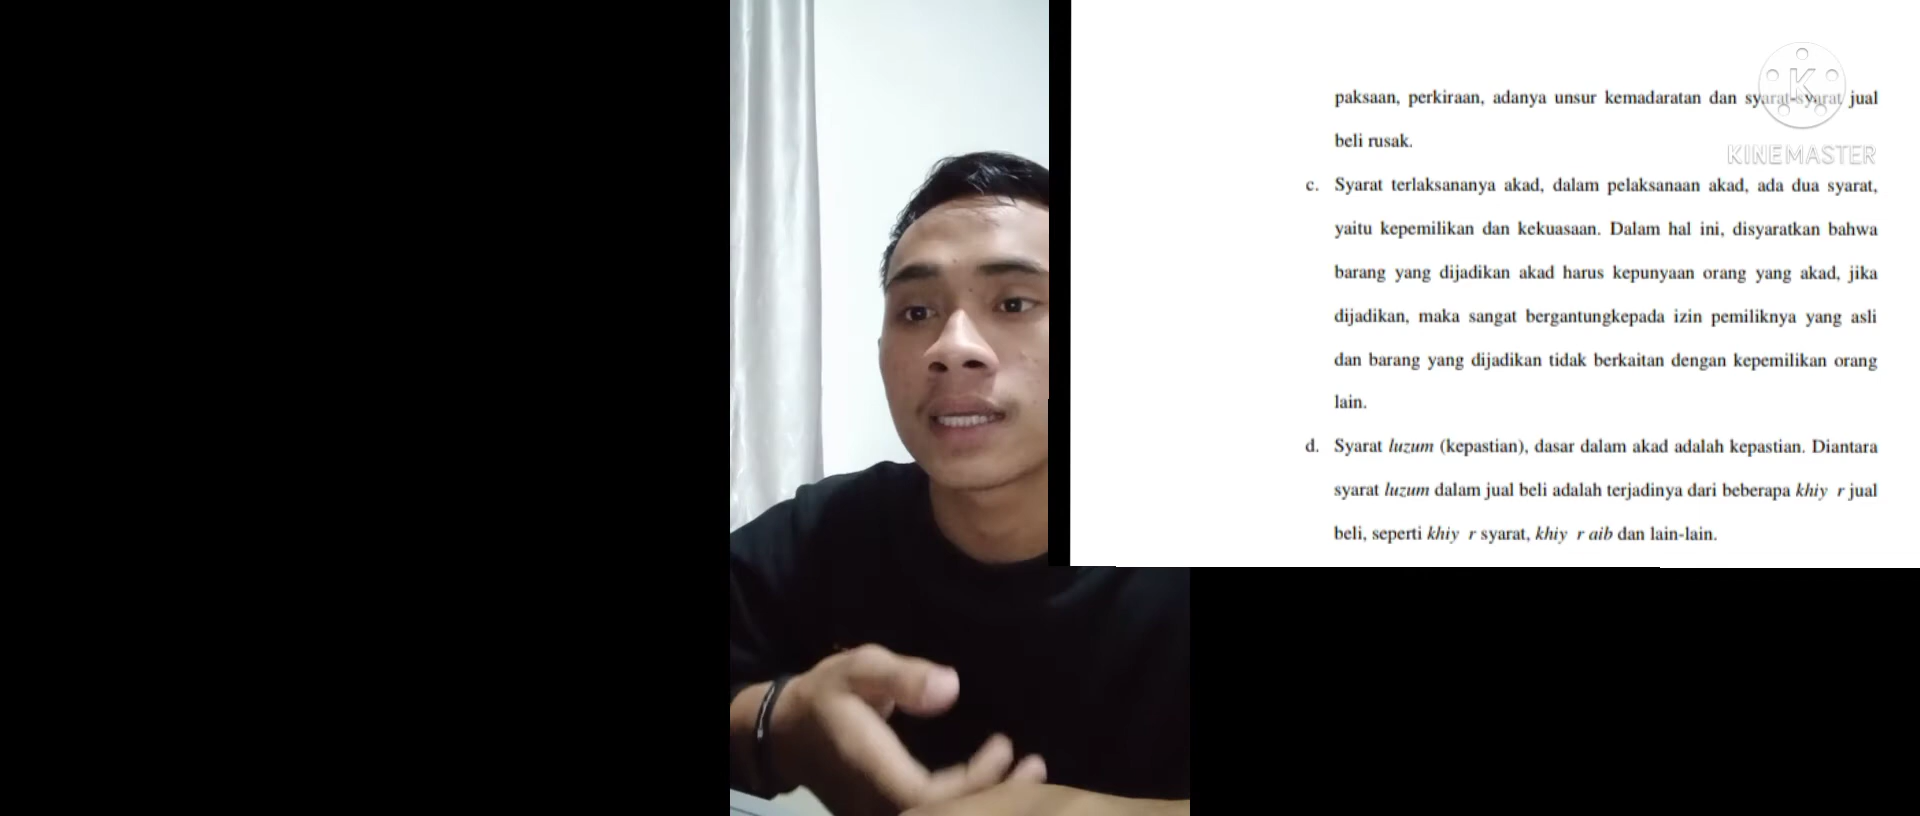 paksaan, perkiraan, adanya unsur kemadaratan dan syarat-syarat jual
beli rusak.
KINEMASTER
c. Syarat terlaksananya akad, dalam pelaksanaan akad, ada dua syarat,
yaitu kepemilikan dan kekuasaan. Dalam hal ini, disyaratkan bahwa
barang yang dijadikan akad harus kepunyaan orang yang akad, jika
dijadikan, maka sangat bergantungkepada izin pemiliknya yang asli
dan barang yang dijadikan tidak berkaitan dengan kepemilikan orang
lain.
d. Syarat luzum (kepastian), dasar dalam akad adalah kepastian. Diantara
syarat luzum dalam jual beli adalah terjadinya dari beberapa khiy r jual
beli, seperti khiy r syarat, khiy r aib dan lain-lain.